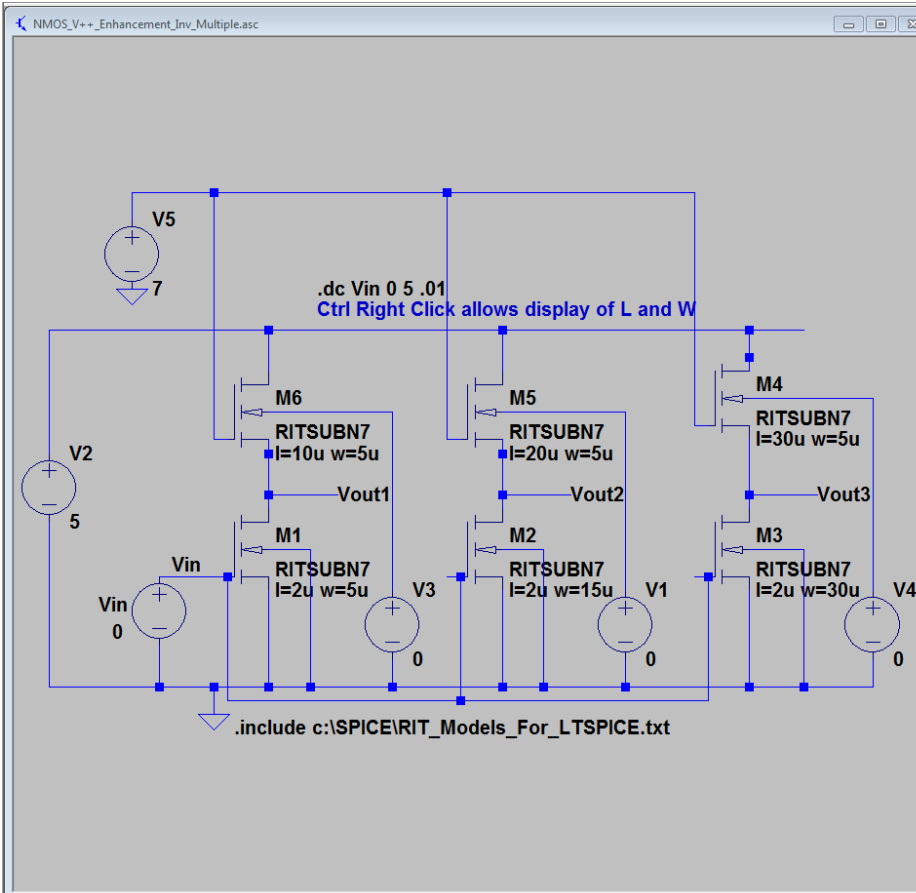 NMOS_V++_Enhancement_Inv_Multiple.asc
V5
7
.dc Vin 0 5 .01
Ctrl Right Click allows display of L and W
M6
RITSUBN7
l=10u w=5u
M5
RITSUBN7
l=20u w=5u
M4
RITSUBN7
l=30u w=5u
V2
5
Vout1
Vout2
Vout3
M1
RITSUBN7
l=2u w=5u
M2
RITSUBN7
l=2u w=15u
M3
RITSUBN7
l=2u w=30u
Vin
Vin
0
V3
0
V1
0
V4
0
.include c:\SPICE\RIT_Models_For_LTSPICE.txt